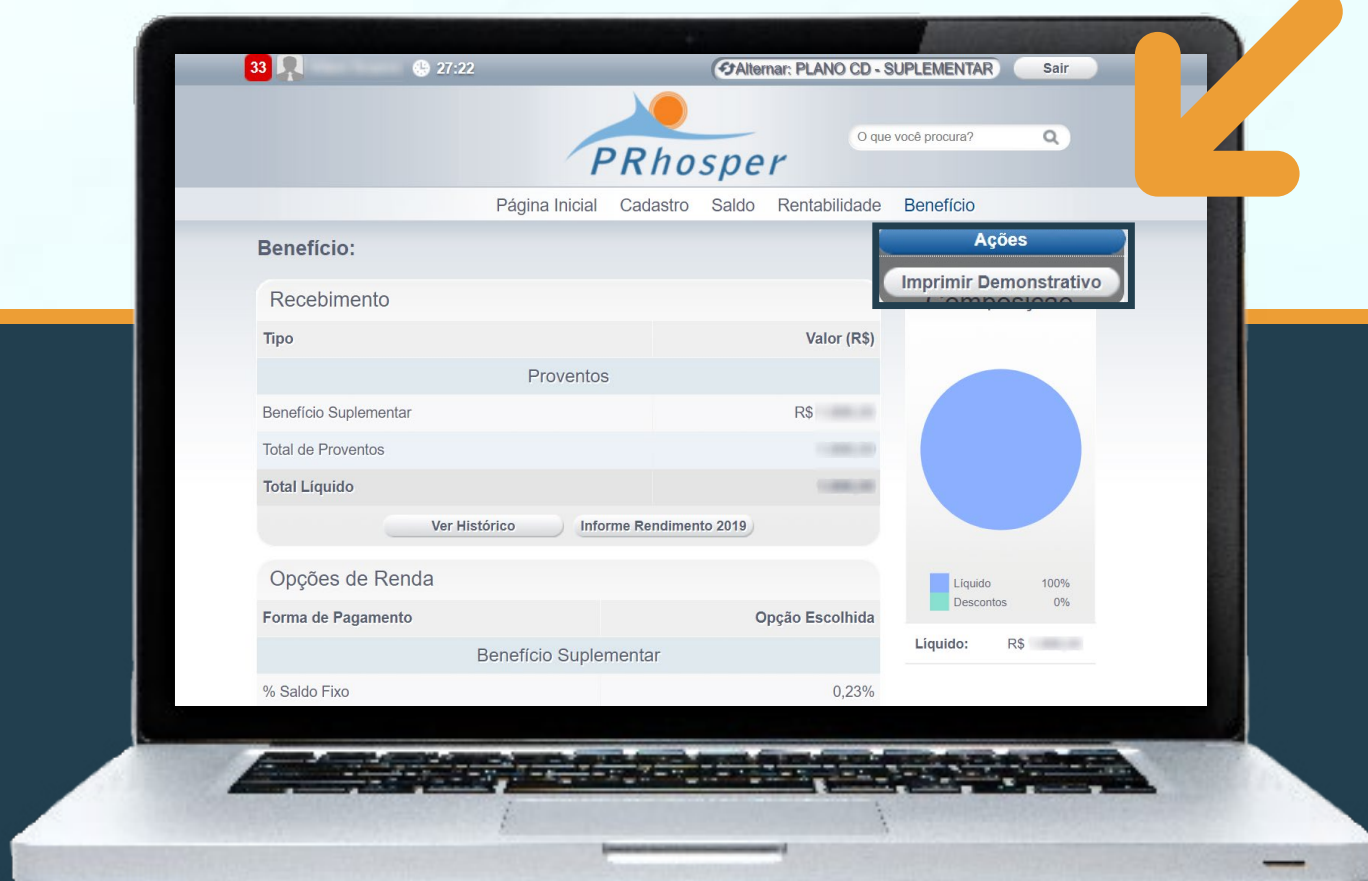 33 27:22 Alternar: PLANO CD - SUPLEMENTAR Sair
PRhosper
O que você procura?
Página Inicial Cadastro Saldo Rentabilidade Benefício
Benefício:
Ações
Imprimir Demonstrativo
Recebimento
Tipo Valor (R$)
Proventos
Benefício Suplementar R$
Total de Proventos
Total Líquido
Ver Histórico Informe Rendimento 2019
Líquido 100%
Descontos 0%
Líquido: R$
Opções de Renda
Forma de Pagamento Opção Escolhida
Benefício Suplementar
% Saldo Fixo 0,23%